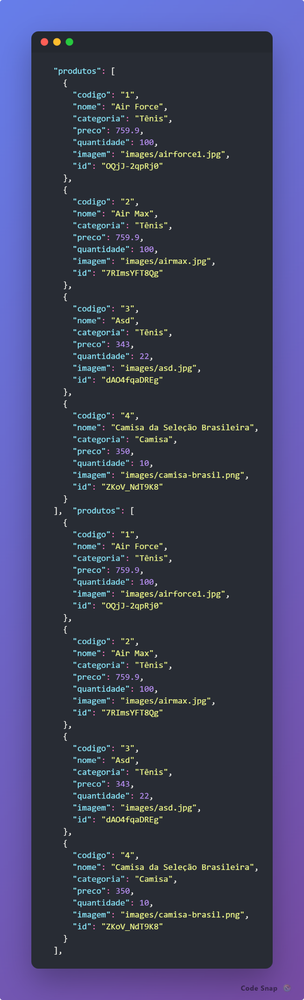 "produtos": [
{
"codigo": "1",
"nome": "Air Force",
"categoria": "Tênis",
"preco": 759.9,
"quantidade": 100,
"imagem": "images/airforce1.jpg",
"id": "OQjJ-2qpRj0"
},
{
"codigo": "2",
"nome": "Air Max",
"categoria": "Tênis",
"preco": 759.9,
"quantidade": 100,
"imagem": "images/airmax.jpg",
"id": "7RImsYFT8Qg"
},
{
"codigo": "3",
"nome": "Asd",
"categoria": "Tênis",
"preco": 343,
"quantidade": 22,
"imagem": "images/asd.jpg",
"id": "dAO4fqaDREg"
},
{
"codigo": "4",
"nome": "Camisa da Seleção Brasileira",
"categoria": "Camisa",
"preco": 350,
"quantidade": 10,
"imagem": "images/camisa-brasil.png",
"id": "ZKoV_NdT9K8"
}
],  "produtos": [
{
"codigo": "1",
"nome": "Air Force",
"categoria": "Tênis",
"preco": 759.9,
"quantidade": 100,
"imagem": "images/airforce1.jpg",
"id": "OQjJ-2qpRj0"
},
{
"codigo": "2",
"nome": "Air Max",
"categoria": "Tênis",
"preco": 759.9,
"quantidade": 100,
"imagem": "images/airmax.jpg",
"id": "7RImsYFT8Qg"
},
{
"codigo": "3",
"nome": "Asd",
"categoria": "Tênis",
"preco": 343,
"quantidade": 22,
"imagem": "images/asd.jpg",
"id": "dAO4fqaDREg"
},
{
"codigo": "4",
"nome": "Camisa da Seleção Brasileira",
"categoria": "Camisa",
"preco": 350,
"quantidade": 10,
"imagem": "images/camisa-brasil.png",
"id": "ZKoV_NdT9K8"
}
],
Code Snap